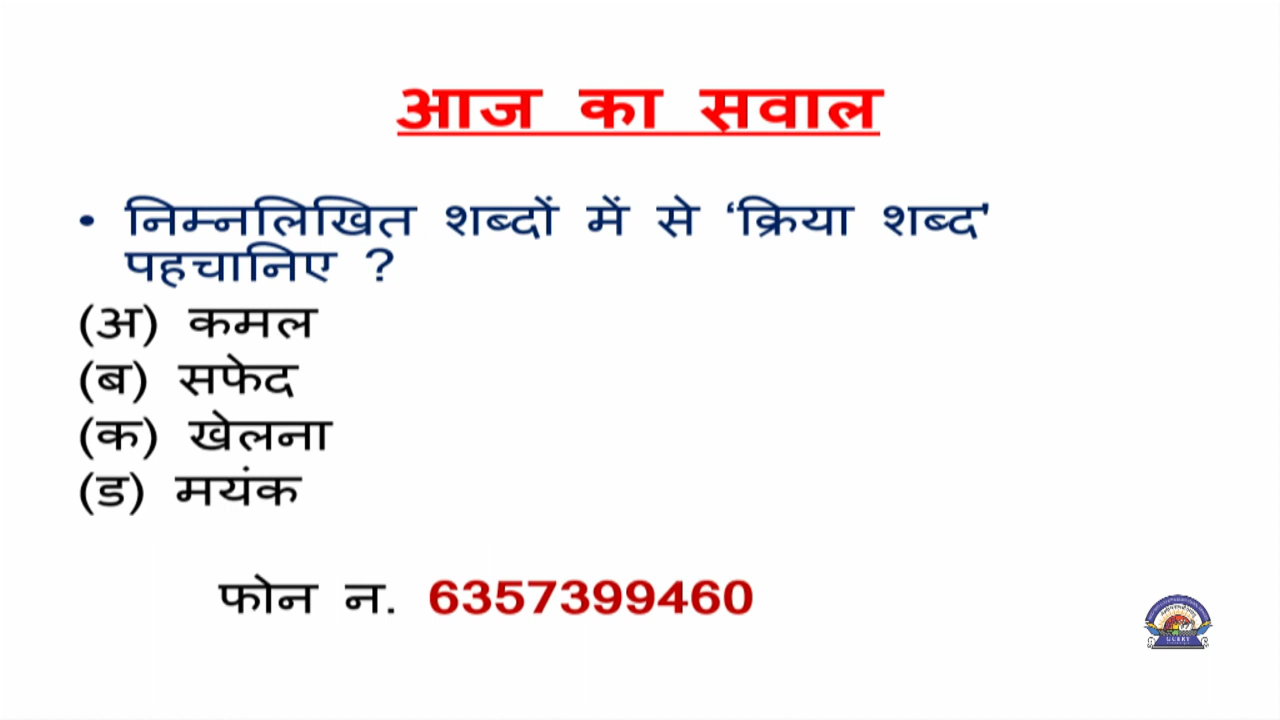 आज का सवाल
• निम्नलिखित शब्दों में से ‘क्रिया शब्द'
पहचानिए ?
(अ) कमल
(ब) सफेद
(क) खेलना
(ड) मयंक
फोन न. 6357399460